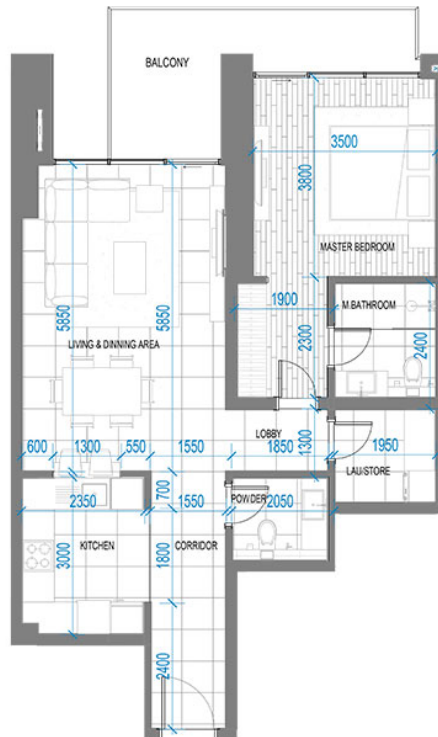 BALCONY
3500
3800
MASTER BEDROOM
1900
M.BATHROOM
5850
5850
2300
2400
LIVING & DINNING AREA
LOBBY
600
1300
550
1550
1850
1300
1950
LAU/STORE
2350
700
1550
POWDER
2050
KITCHEN
3000
CORRIDOR
1800
2400